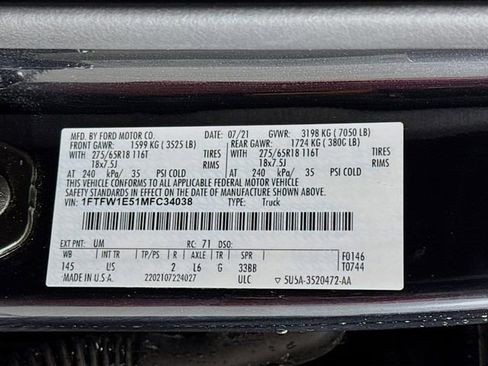 MFD. BY FORD MOTOR CO. 07/21 GVWR: 3198 KG ( 7050 LB)
FRONT GAWR: 1599 KG ( 3525 LB) REAR GAWR: 1724 KG ( 3800 LB)
WITH 275/65R18 116T TIRES WITH 275/65R18 116T TIRES
18x7.5J RIMS 18x7.5J RIMS
AT 240 kPa/ 35 PSI COLD AT 240 kPa/ 35 PSI COLD
THIS VEHICLE CONFORMS TO ALL APPLICABLE FEDERAL MOTOR VEHICLE
SAFETY STANDARDS IN EFFECT ON THE DATE OF MANUFACTURE SHOWN ABOVE.
VIN: 1FTFW1E51MFC34038 TYPE: Truck
EXT PNT: UM RC: 71 DSO:
WB INT TR TP/PS R AXLE TR SPR F0146
145 US 2 L6 G 33BB T0744
MADE IN U.S.A. 2202107224027 ULC 5U5A-3520472-AA